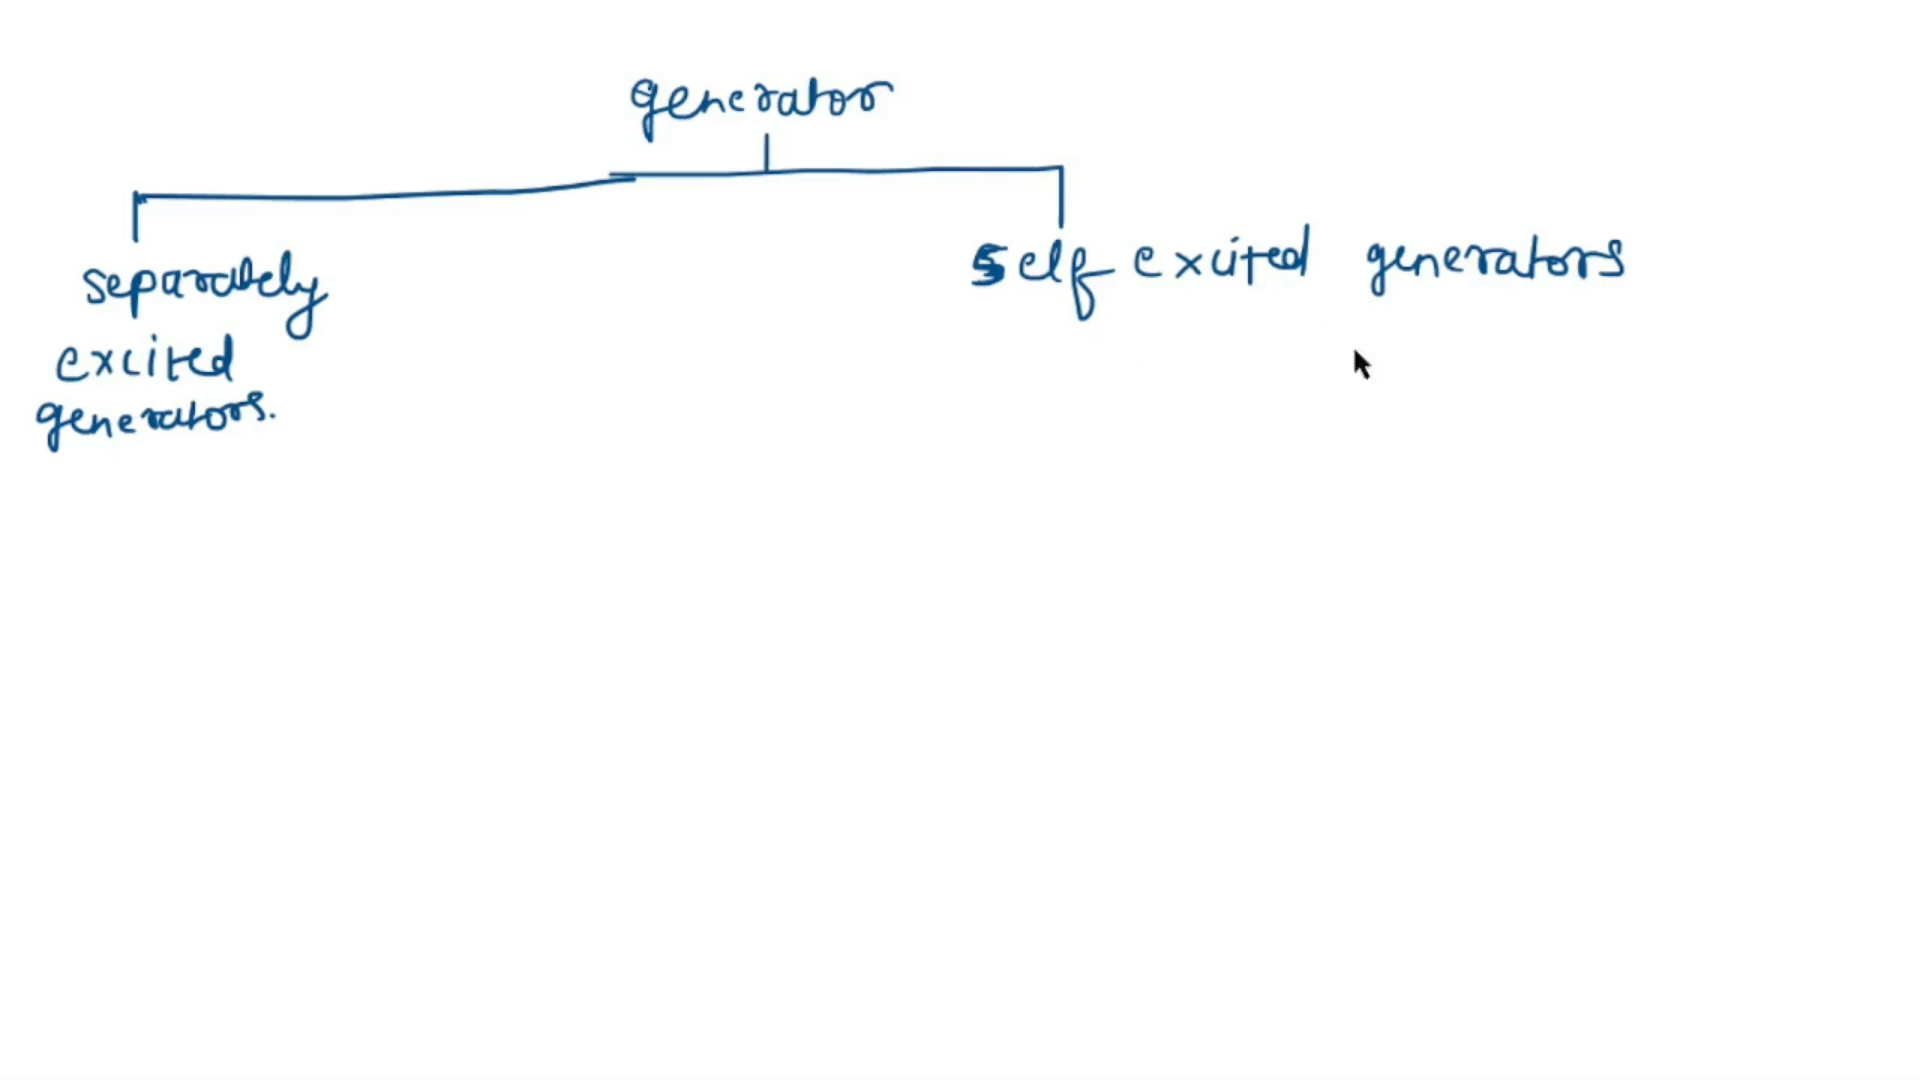 generator
separately
excited
generators.
self excited generators